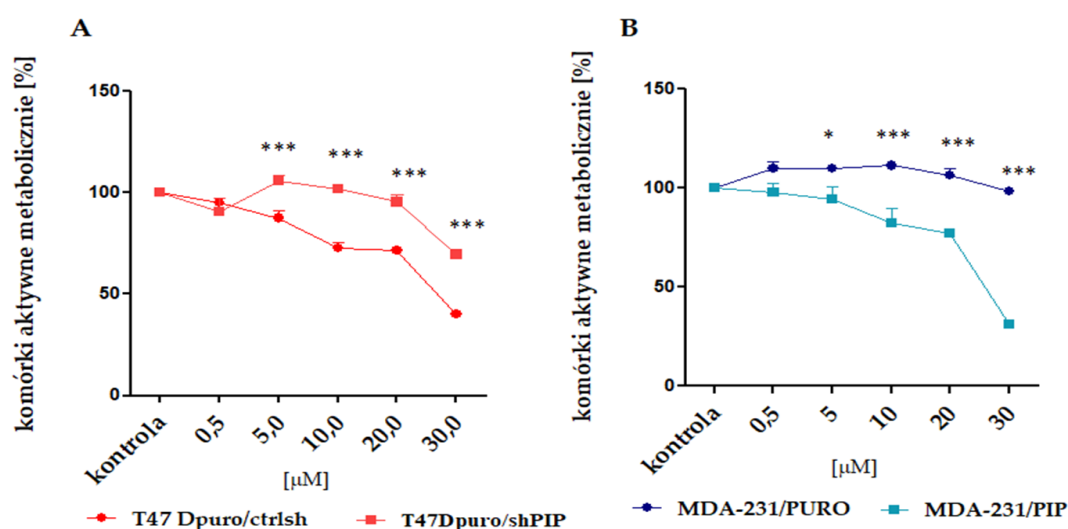 A
komórki aktywne metabolicznie [%]
150
100
50
0
***
***
***
***
kontrola
0,5
5,0
10,0
20,0
30,0
[µM]
T47 Dpuro/ctrlsh
T47Dpuro/shPIP
B
komórki aktywne metabolicznie [%]
150
100
50
0
*
***
***
***
kontrola
0,5
5
10
20
30
[µM]
MDA-231/PURO
MDA-231/PIP